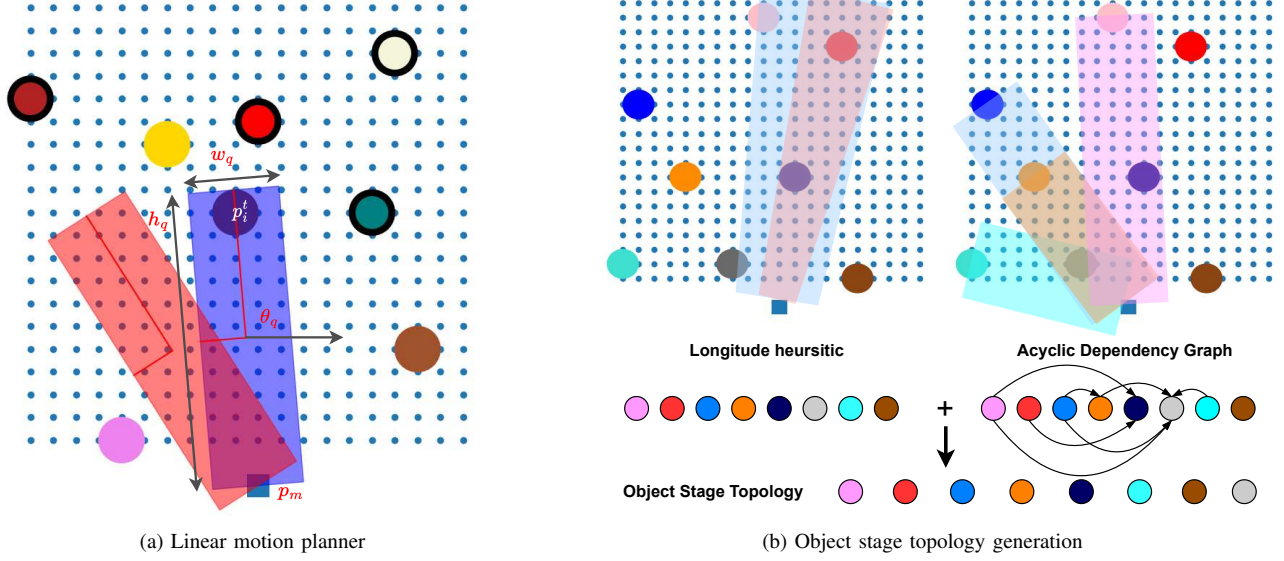 w_q
h_q
p_i^t
θ_q
p_m
(a) Linear motion planner
Longitude heursitic
Acyclic Dependency Graph
+
Object Stage Topology
(b) Object stage topology generation